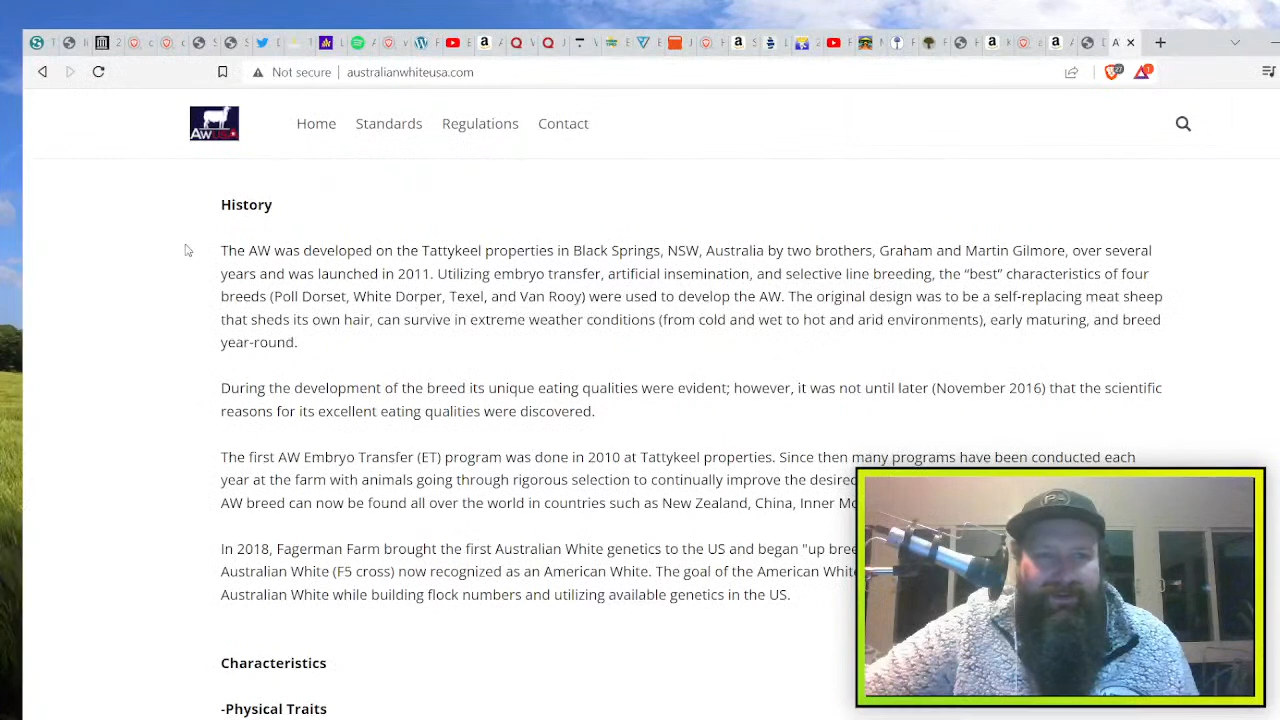 Not secure | australianwhiteusa.com
27
1
A
AWUSA
Home Standards Regulations Contact
History
The AW was developed on the Tattykeel properties in Black Springs, NSW, Australia by two brothers, Graham and Martin Gilmore, over several
years and was launched in 2011. Utilizing embryo transfer, artificial insemination, and selective line breeding, the “best” characteristics of four
breeds (Poll Dorset, White Dorper, Texel, and Van Rooy) were used to develop the AW. The original design was to be a self-replacing meat sheep
that sheds its own hair, can survive in extreme weather conditions (from cold and wet to hot and arid environments), early maturing, and breed
year-round.
During the development of the breed its unique eating qualities were evident; however, it was not until later (November 2016) that the scientific
reasons for its excellent eating qualities were discovered.
The first AW Embryo Transfer (ET) program was done in 2010 at Tattykeel properties. Since then many programs have been conducted each
year at the farm with animals going through rigorous selection to continually improve the
AW breed can now be found all over the world in countries such as New Zealand, China, Inner
In 2018, Fagerman Farm brought the first Australian White genetics to the US and began "up
Australian White (F5 cross) now recognized as an American White. The goal of the American
Australian White while building flock numbers and utilizing available genetics in the US.
Characteristics
-Physical Traits